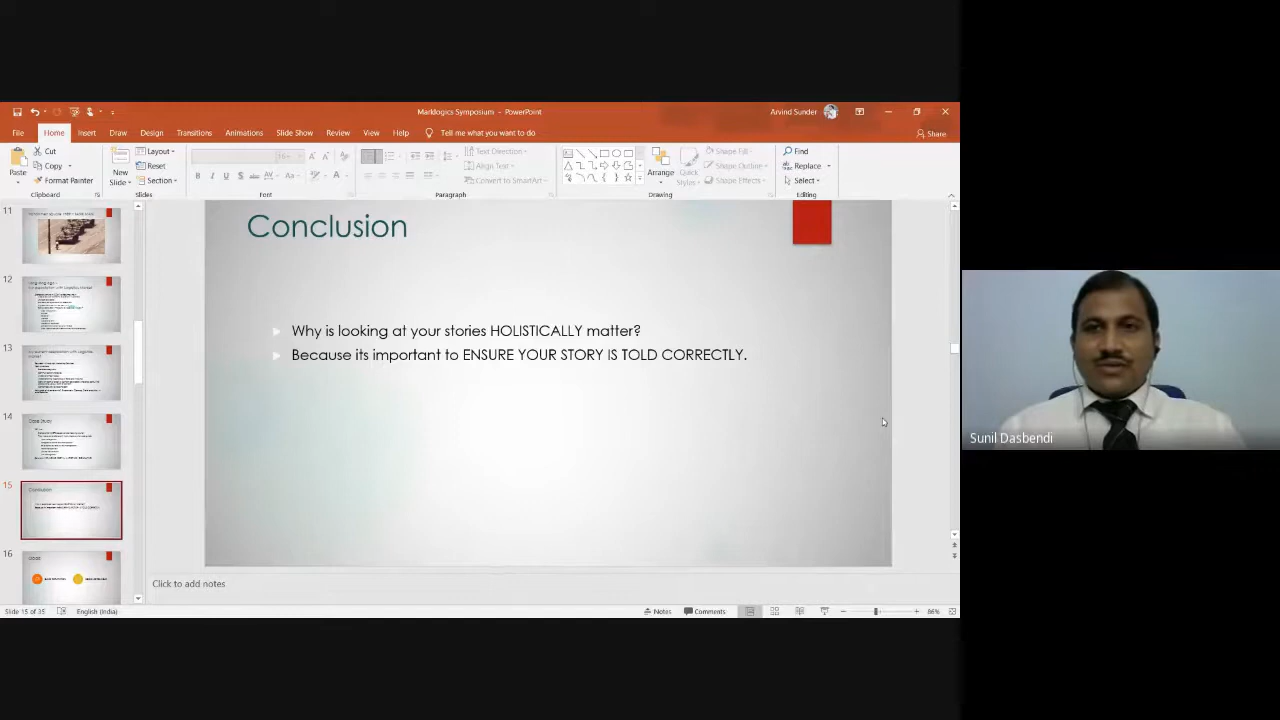 Marklogics Symposium - PowerPoint
Arvind Sunder
File Home Insert Draw Design Transitions Animations Slide Show Review View Help Tell me what you want to do
Share
Paste
Cut
Copy
Format Painter
Clipboard
New
Slide
Layout
Reset
Section
Slides
B I U S
Aa
A
Font
Text Direction
Align Text
Convert to SmartArt
Paragraph
Arrange
Quick
Styles
Shape Fill
Shape Outline
Shape Effects
Drawing
Find
Replace
Select
Editing
11
12
13
14
Case Study
15
Conclusion
16
Conclusion
Why is looking at your stories HOLISTICALLY matter?
Because its important to ENSURE YOUR STORY IS TOLD CORRECTLY.
Click to add notes
Slide 15 of 35
English (India)
Notes
Comments
86%
Sunil Dasbendi